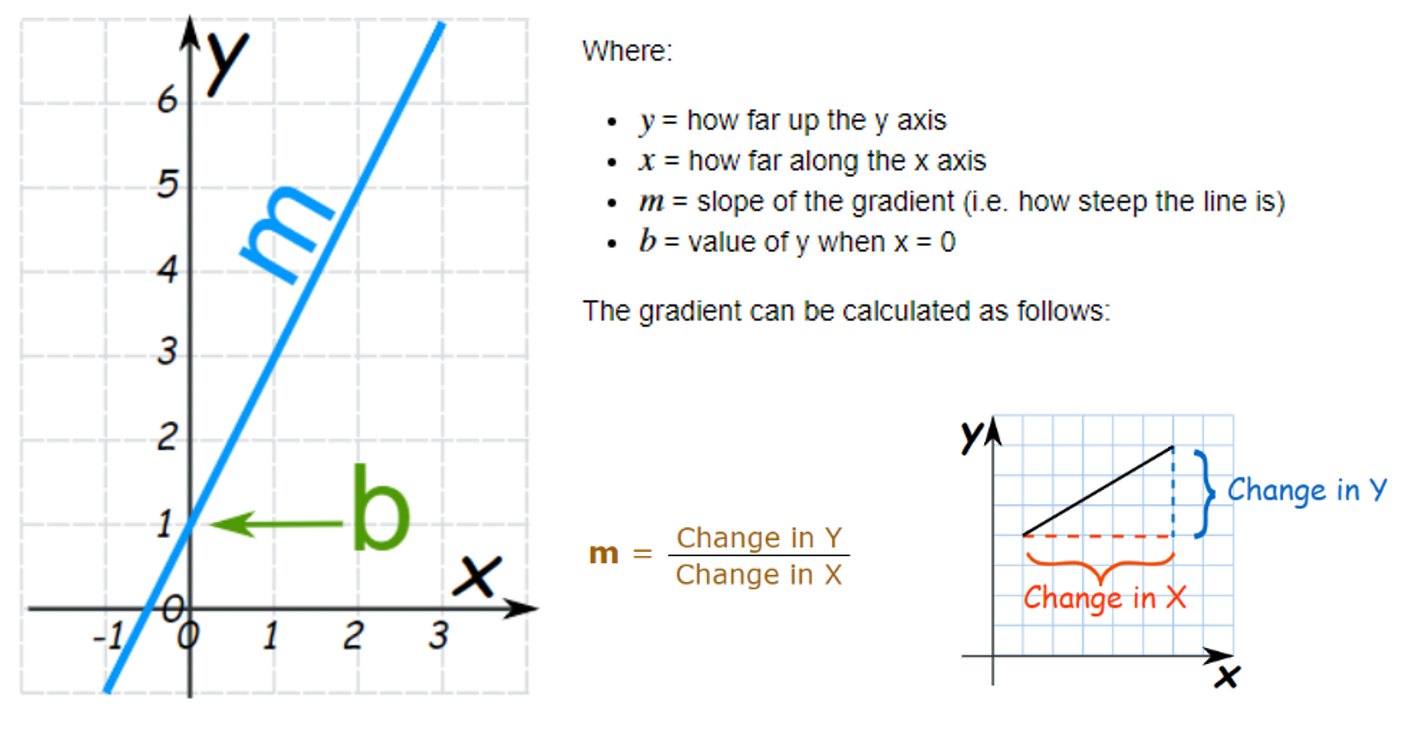 y
6
5
4
3
2
1
0
m
b
x
-1 0 1 2 3
Where:
• y = how far up the y axis
• x = how far along the x axis
• m = slope of the gradient (i.e. how steep the line is)
• b = value of y when x = 0
The gradient can be calculated as follows:
m = Change in Y
Change in X
y
Change in Y
Change in X
x